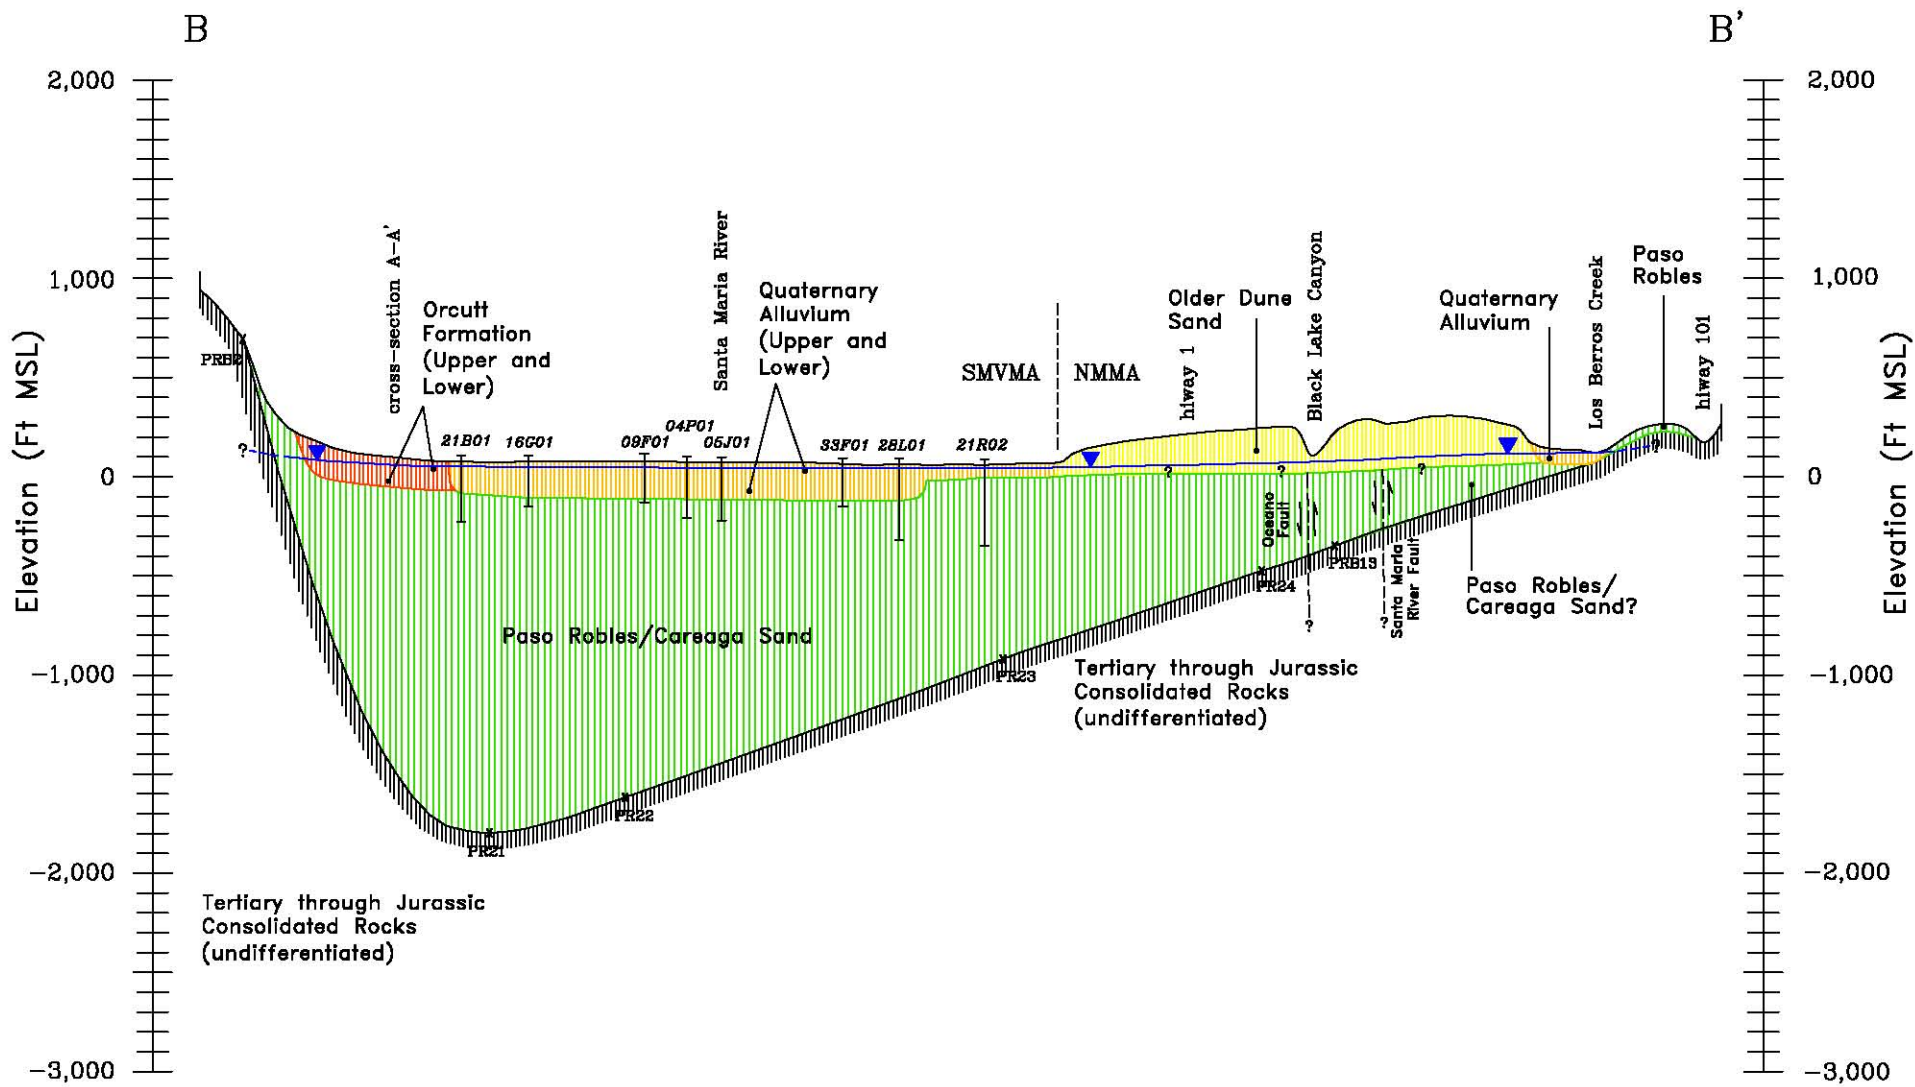 B
B'
2,000
1,000
0
−1,000
−2,000
−3,000
Elevation (Ft MSL)
2,000
1,000
0
−1,000
−2,000
−3,000
Elevation (Ft MSL)
cross-section A-A'
Orcutt
Formation
(Upper and
Lower)
Santa Maria River
Quaternary
Alluvium
(Upper and
Lower)
SMVMA
NMMA
hiway 1
Older Dune
Sand
Black Lake Canyon
Quaternary
Alluvium
Los Berros Creek
Paso
Robles
hiway 101
?
21B01
16G01
09F01
04P01
05J01
33F01
28L01
21R02
?
?
?
?
Oceano
Fault
Santa Maria
River Fault
?
?
PR24
PRB13
PR23
PR22
PR21
Paso Robles/Careaga Sand
Paso Robles/
Careaga Sand?
Tertiary through Jurassic
Consolidated Rocks
(undifferentiated)
Tertiary through Jurassic
Consolidated Rocks
(undifferentiated)